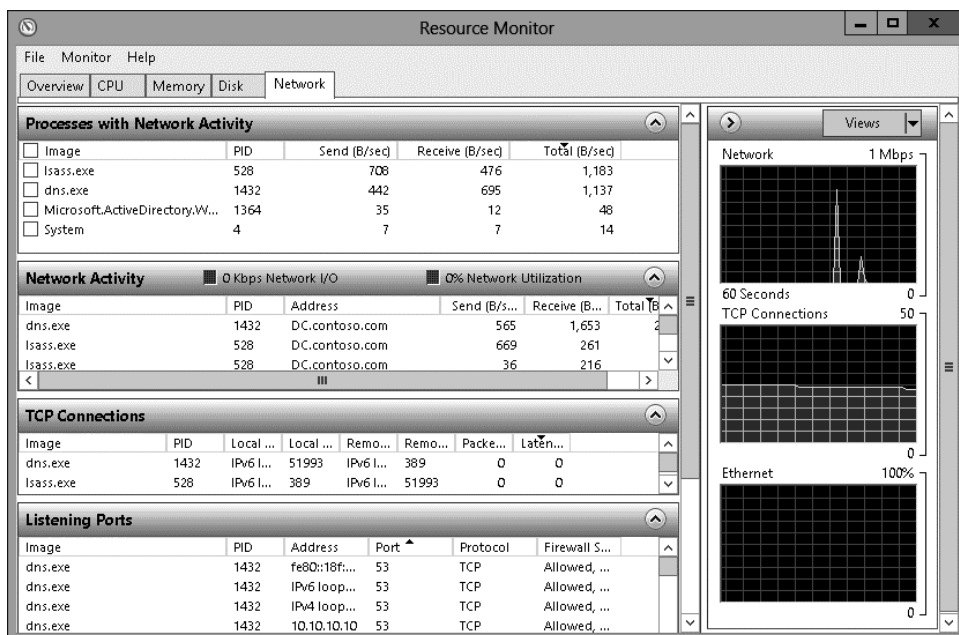 Resource Monitor
File Monitor Help
Overview CPU Memory Disk Network
Processes with Network Activity
Image PID Send (B/sec) Receive (B/sec) Total (B/sec)
lsass.exe 528 708 476 1,183
dns.exe 1432 442 695 1,137
Microsoft.ActiveDirectory.W... 1364 35 12 48
System 4 7 7 14
Network Activity 0 Kbps Network I/O 0% Network Utilization
Image PID Address Send (B/s... Receive (B... Total (B
dns.exe 1432 DC.contoso.com 565 1,653 2
lsass.exe 528 DC.contoso.com 669 261
lsass.exe 528 DC.contoso.com 36 216
TCP Connections
Image PID Local ... Local ... Remo... Remo... Packe... Laten...
dns.exe 1432 IPv6 l... 51993 IPv6 l... 389 0 0
lsass.exe 528 IPv6 l... 389 IPv6 l... 51993 0 0
Listening Ports
Image PID Address Port Protocol Firewall S...
dns.exe 1432 fe80::18f:... 53 TCP Allowed, ...
dns.exe 1432 IPv6 loop... 53 TCP Allowed, ...
dns.exe 1432 IPv4 loop... 53 TCP Allowed, ...
dns.exe 1432 10.10.10.10 53 TCP Allowed, ...
Views
Network 1 Mbps
60 Seconds 0
TCP Connections 50
0
Ethernet 100%
0